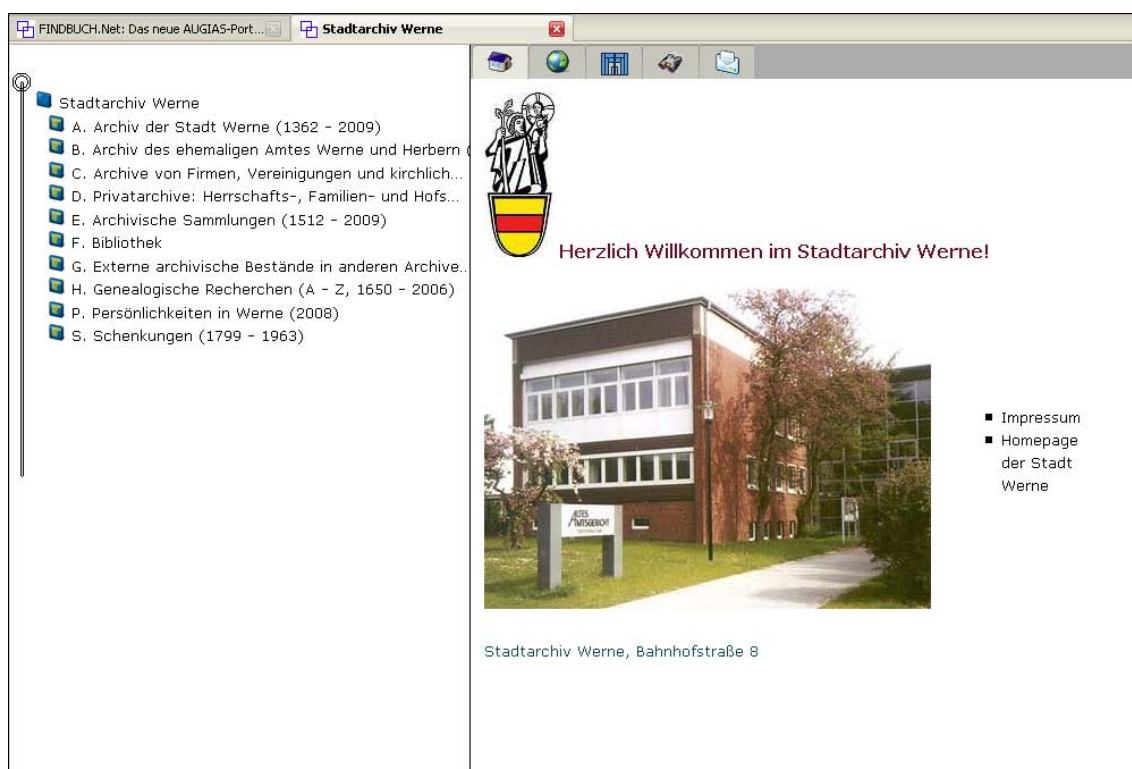 FINDBUCH.Net: Das neue AUGIAS-Port...
Stadtarchiv Werne
Stadtarchiv Werne
A. Archiv der Stadt Werne (1362 - 2009)
B. Archiv des ehemaligen Amtes Werne und Herbern (
C. Archive von Firmen, Vereinigungen und kirchlich...
D. Privatarchive: Herrschafts-, Familien- und Hofs...
E. Archivische Sammlungen (1512 - 2009)
F. Bibliothek
G. Externe archivische Bestände in anderen Archive..
H. Genealogische Recherchen (A - Z, 1650 - 2006)
P. Persönlichkeiten in Werne (2008)
S. Schenkungen (1799 - 1963)
Herzlich Willkommen im Stadtarchiv Werne!
ALTES
AMTSGERICHT
Impressum
Homepage
der Stadt
Werne
Stadtarchiv Werne, Bahnhofstraße 8